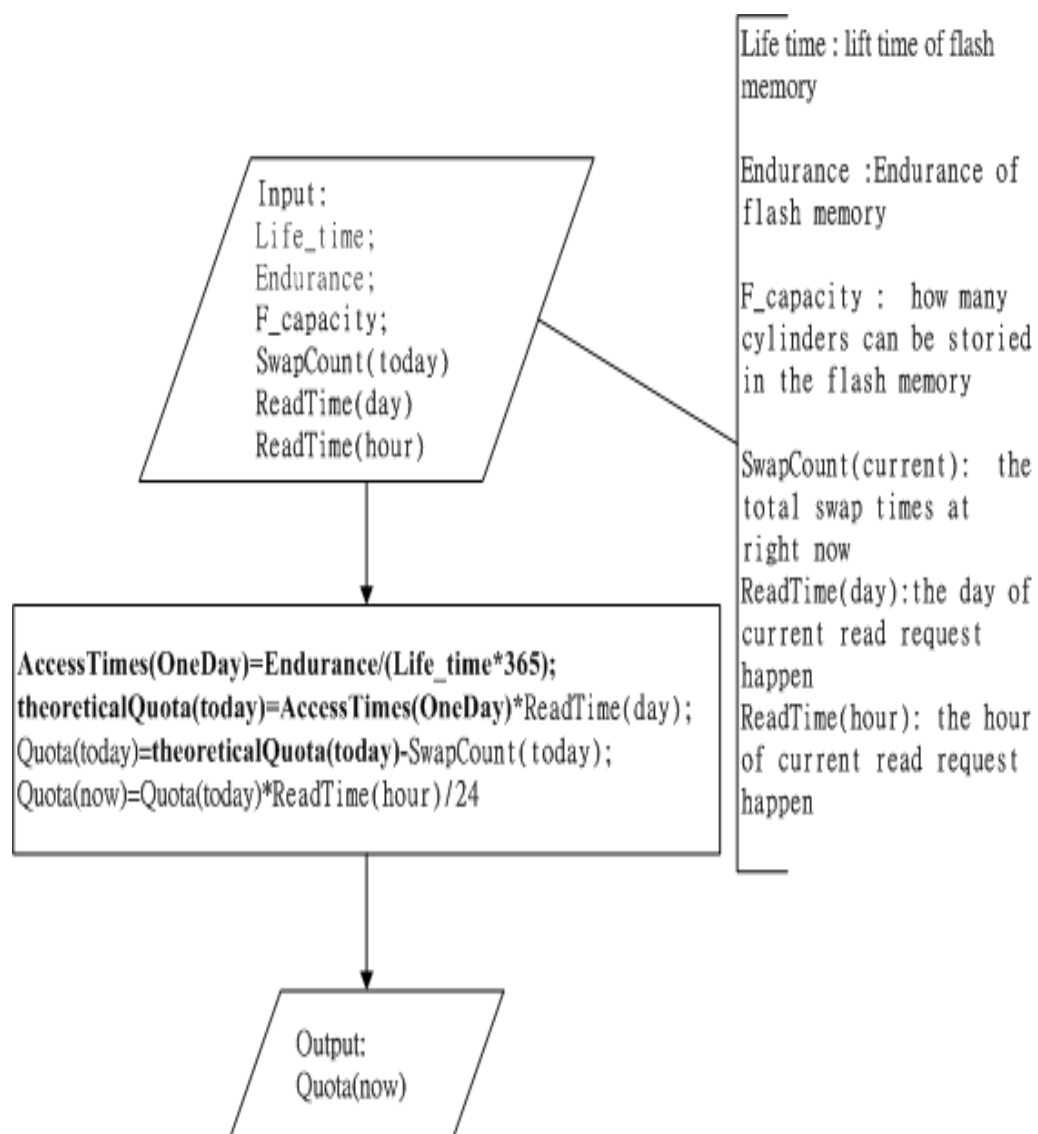 Input:
Life_time;
Endurance;
F_capacity;
SwapCount(today)
ReadTime(day)
ReadTime(hour)
Life time : lift time of flash
memory
Endurance :Endurance of
flash memory
F_capacity : how many
cylinders can be storied
in the flash memory
SwapCount(current): the
total swap times at
right now
ReadTime(day):the day of
current read request
happen
ReadTime(hour): the hour
of current read request
happen
AccessTimes(OneDay)=Endurance/(Life_time*365);
theoreticalQuota(today)=AccessTimes(OneDay)*ReadTime(day);
Quota(today)=theoreticalQuota(today)-SwapCount(today);
Quota(now)=Quota(today)*ReadTime(hour)/24
Output:
Quota(now)